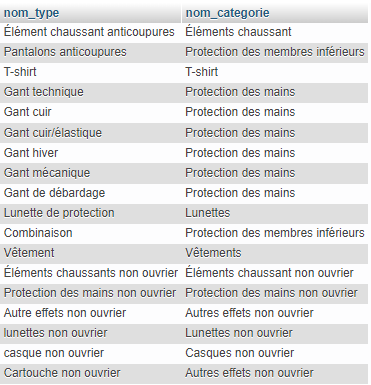 nom_type nom_categorie
Élément chaussant anticoupures Éléments chaussant
Pantalons anticoupures Protection des membres inférieurs
T-shirt T-shirt
Gant technique Protection des mains
Gant cuir Protection des mains
Gant cuir/élastique Protection des mains
Gant hiver Protection des mains
Gant mécanique Protection des mains
Gant de débardage Protection des mains
Lunette de protection Lunettes
Combinaison Protection des membres inférieurs
Vêtement Vêtements
Éléments chaussants non ouvrier Éléments chaussant non ouvrier
Protection des mains non ouvrier Protection des mains non ouvrier
Autre effets non ouvrier Autres effets non ouvrier
lunettes non ouvrier Lunettes non ouvrier
casque non ouvrier Casques non ouvrier
Cartouche non ouvrier Autres effets non ouvrier